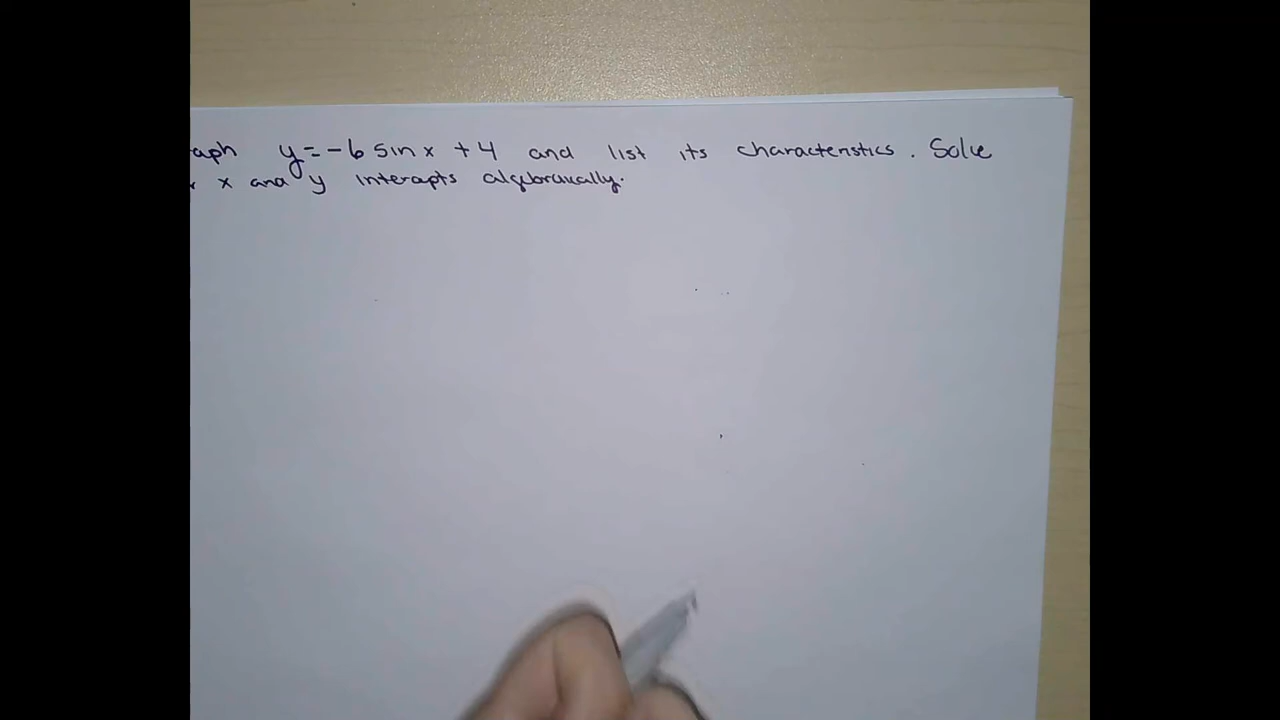 aph y=-6 sin x +4 and list its characteristics. Solve
x and y intercepts algebraically.